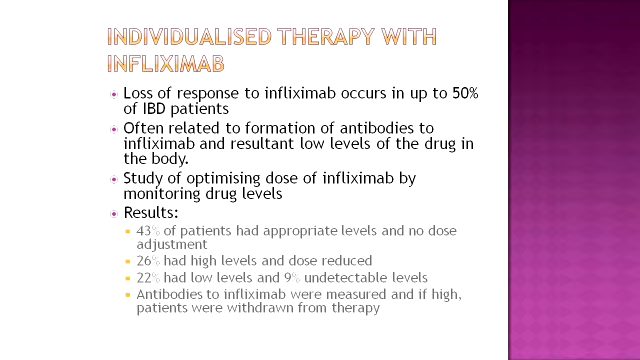 INDIVIDUALISED THERAPY WITH
INFLIXIMAB
Loss of response to infliximab occurs in up to 50%
of IBD patients
Often related to formation of antibodies to
infliximab and resultant low levels of the drug in
the body.
Study of optimising dose of infliximab by
monitoring drug levels
Results:
43% of patients had appropriate levels and no dose
adjustment
26% had high levels and dose reduced
22% had low levels and 9% undetectable levels
Antibodies to infliximab were measured and if high,
patients were withdrawn from therapy